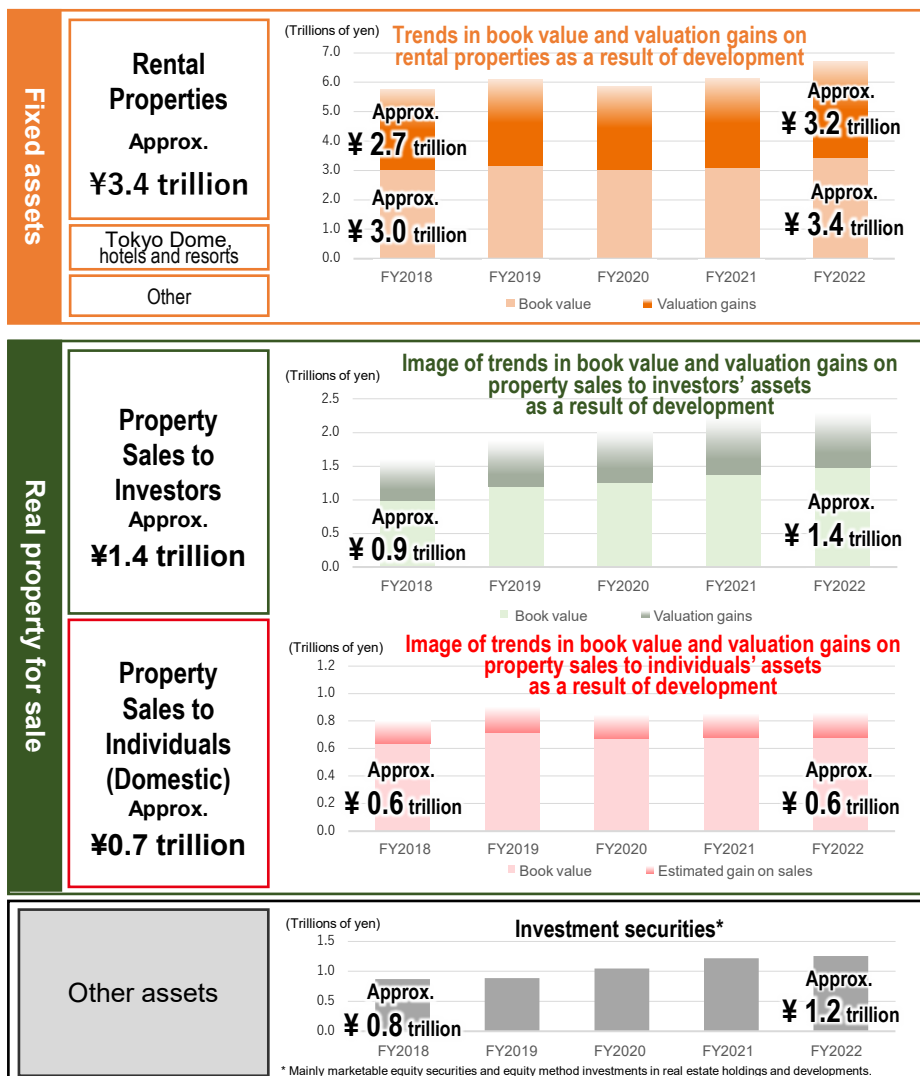 Fixed assets
Rental
Properties
Approx.
¥3.4 trillion
Tokyo Dome,
hotels and resorts
Other
(Trillions of yen)
Trends in book value and valuation gains on
rental properties as a result of development
7.0
6.0
5.0
4.0
3.0
2.0
1.0
0.0
Approx.
¥ 2.7 trillion
Approx.
¥ 3.0 trillion
Approx.
¥ 3.2 trillion
Approx.
¥ 3.4 trillion
FY2018 FY2019 FY2020 FY2021 FY2022
Book value Valuation gains
Real property for sale
Property
Sales to
Investors
Approx.
¥1.4 trillion
(Trillions of yen)
Image of trends in book value and valuation gains on
property sales to investors’ assets
as a result of development
2.5
2.0
1.5
1.0
0.5
0.0
Approx.
¥ 0.9 trillion
Approx.
¥ 1.4 trillion
FY2018 FY2019 FY2020 FY2021 FY2022
Book value Valuation gains
Property
Sales to
Individuals
(Domestic)
Approx.
¥0.7 trillion
(Trillions of yen)
Image of trends in book value and valuation gains on
property sales to individuals’ assets
as a result of development
1.2
1.0
0.8
0.6
0.4
0.2
0.0
Approx.
¥ 0.6 trillion
Approx.
¥ 0.6 trillion
FY2018 FY2019 FY2020 FY2021 FY2022
Book value Estimated gain on sales
Other assets
(Trillions of yen)
Investment securities*
1.5
1.0
0.5
0.0
Approx.
¥ 0.8 trillion
Approx.
¥ 1.2 trillion
FY2018 FY2019 FY2020 FY2021 FY2022
* Mainly marketable equity securities and equity method investments in real estate holdings and developments.